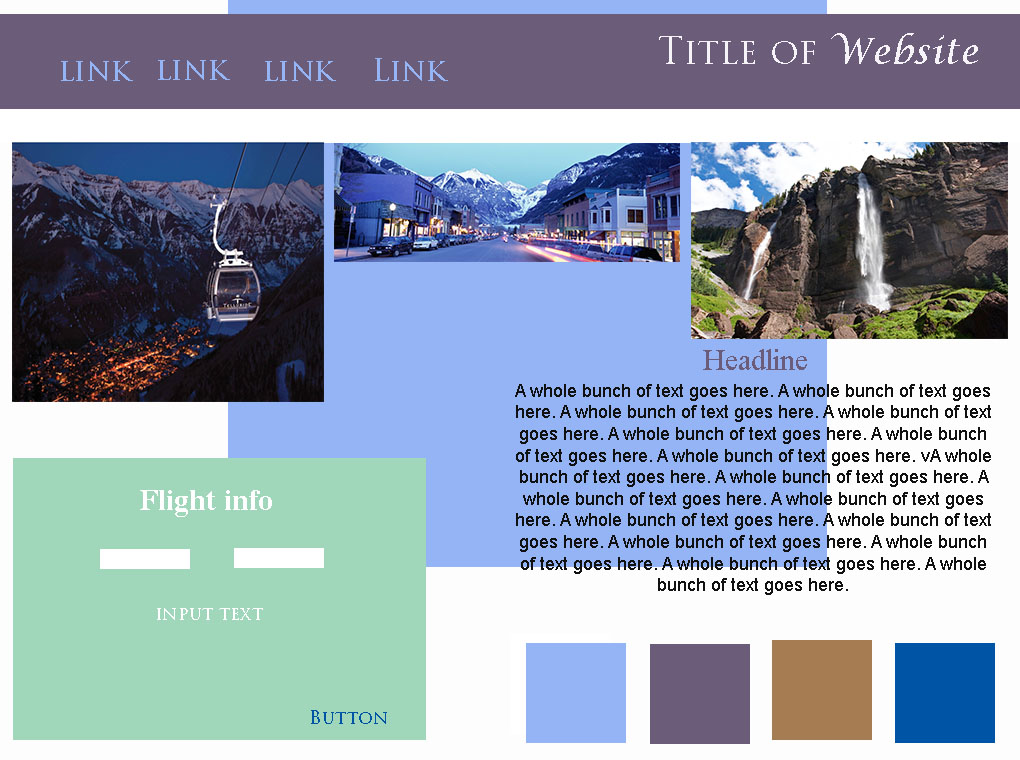 Title of Website
link link link Link
TELLURIDE
Headline
A whole bunch of text goes here. A whole bunch of text goes
here. A whole bunch of text goes here. A whole bunch of text
goes here. A whole bunch of text goes here. A whole bunch
of text goes here. A whole bunch of text goes here. vA whole
bunch of text goes here. A whole bunch of text goes here. A
whole bunch of text goes here. A whole bunch of text goes
here. A whole bunch of text goes here. A whole bunch of text
goes here. A whole bunch of text goes here. A whole bunch
of text goes here. A whole bunch of text goes here. A whole
bunch of text goes here.
Flight info
input text
Button